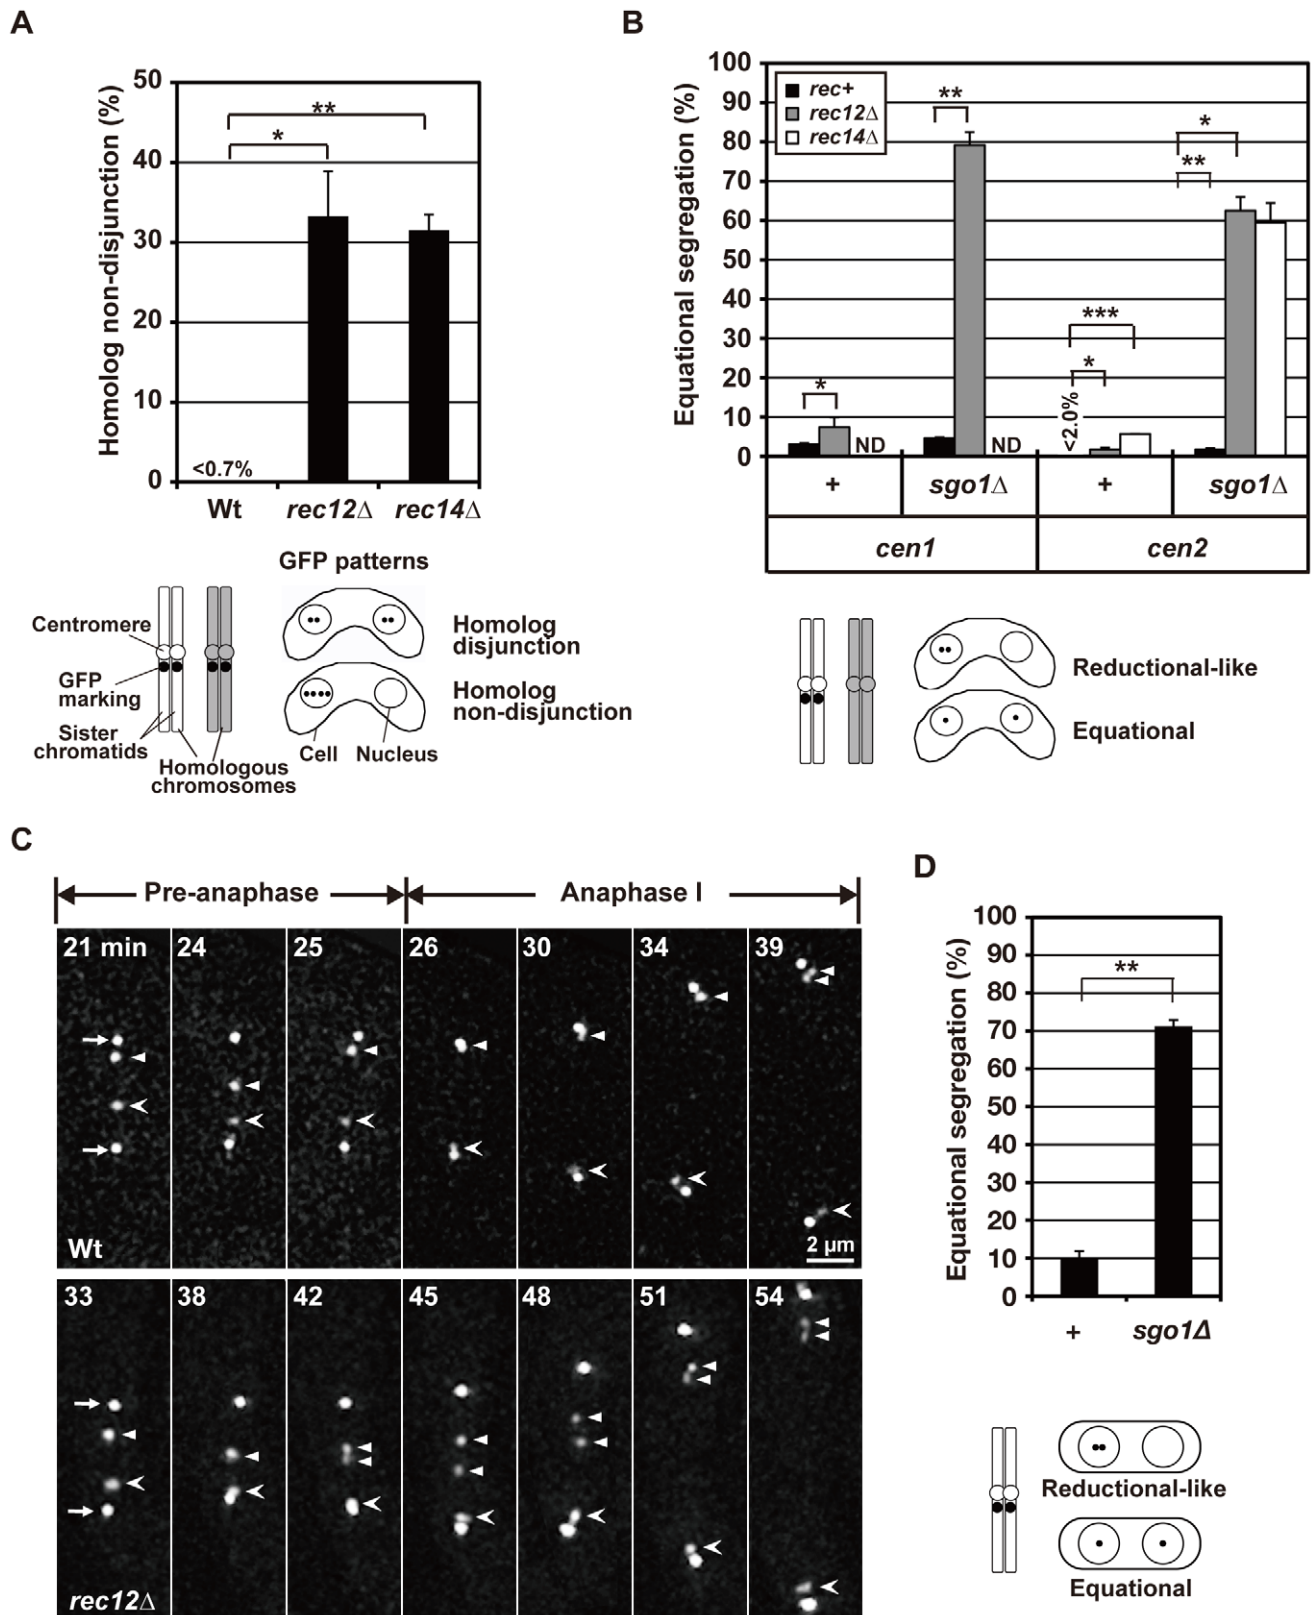 A
Homolog non-disjunction (%)
50
40
30
20
10
0
**
*
<0.7%
Wt
rec12Δ
rec14Δ
GFP patterns
Centromere
GFP
marking
Sister
chromatids
Homologous
chromosomes
Cell
Nucleus
Homolog
disjunction
Homolog
non-disjunction
B
Equational segregation (%)
100
90
80
70
60
50
40
30
20
10
0
rec+
rec12Δ
rec14Δ
*
ND
**
ND
<2.0%
*
***
**
*
+
sgo1Δ
+
sgo1Δ
cen1
cen2
Reductional-like
Equational
C
Pre-anaphase
Anaphase I
21 min
24
25
26
30
34
39
Wt
2 µm
33
38
42
45
48
51
54
rec12Δ
D
Equational segregation (%)
100
90
80
70
60
50
40
30
20
10
0
**
+
sgo1Δ
Reductional-like
Equational